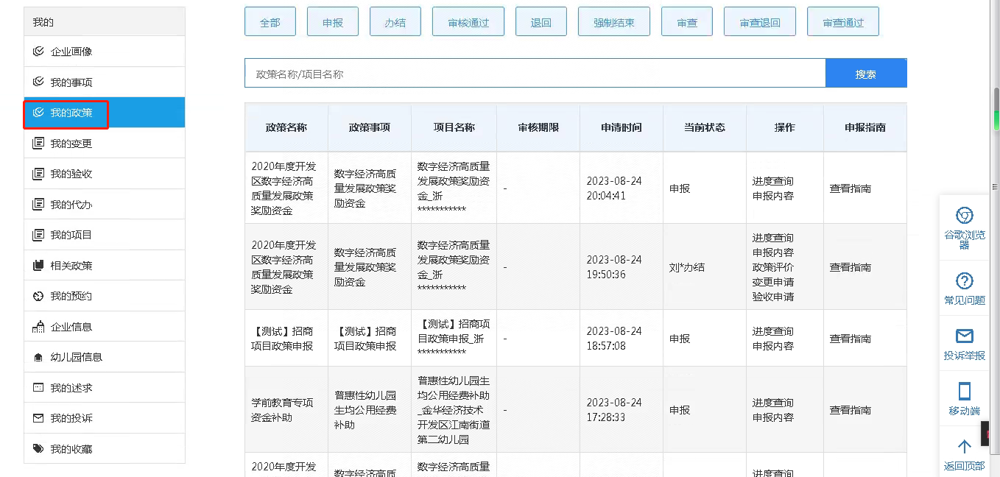 我的
企业画像
我的事项
我的政策
我的变更
我的验收
我的代办
我的项目
相关政策
我的预约
企业信息
幼儿园信息
我的述求
我的投诉
我的收藏
全部
申报
办结
审核通过
退回
强制结束
审查
审查退回
审查通过
政策名称/项目名称
搜索
政策名称
政策事项
项目名称
审核期限
申请时间
当前状态
操作
申报指南
2020年度开发
区数字经济高
质量发展政策
奖励资金
数字经济高质
量发展政策奖
励资金
数字经济高质量
发展政策奖励资
金_浙
***********
-
2023-08-24
20:04:41
申报
进度查询
申报内容
查看指南
2020年度开发
区数字经济高
质量发展政策
奖励资金
数字经济高质
量发展政策奖
励资金
数字经济高质量
发展政策奖励资
金_浙
***********
-
2023-08-24
19:50:36
刘*办结
进度查询
申报内容
政策评价
变更申请
验收申请
查看指南
【测试】招商
项目政策申报
【测试】招商
项目政策申报
【测试】招商项
目政策申报_浙
***********
-
2023-08-24
18:57:08
申报
进度查询
申报内容
查看指南
学前教育专项
资金补助
普惠性幼儿园
生均公用经费
补助
普惠性幼儿园生
均公用经费补助
_金华经济技术
开发区江南街道
第二幼儿园
-
2023-08-24
17:28:33
申报
进度查询
申报内容
查看指南
2020年度开发
数字经济高质
数字经济高质量
进度查询
谷歌浏览
器
常见问题
投诉举报
移动端
返回顶部